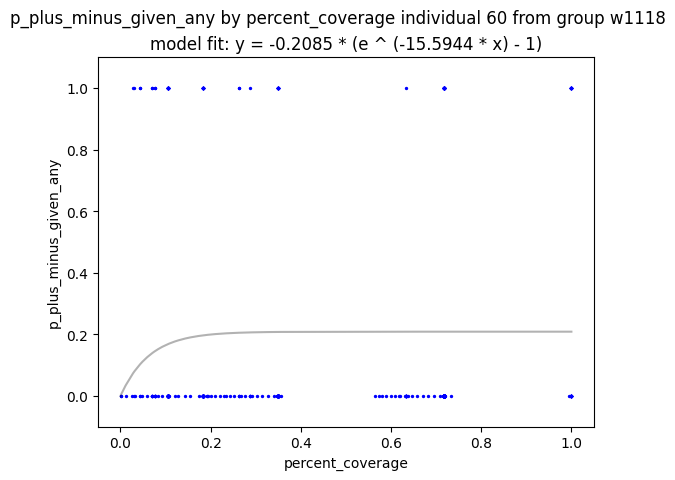 p_plus_minus_given_any by percent_coverage individual 60 from group w1118
model fit: y = -0.2085 * (e ^ (-15.5944 * x) - 1)
1.0
0.8
0.6
0.4
0.2
0.0
p_plus_minus_given_any
0.0 0.2 0.4 0.6 0.8 1.0
percent_coverage